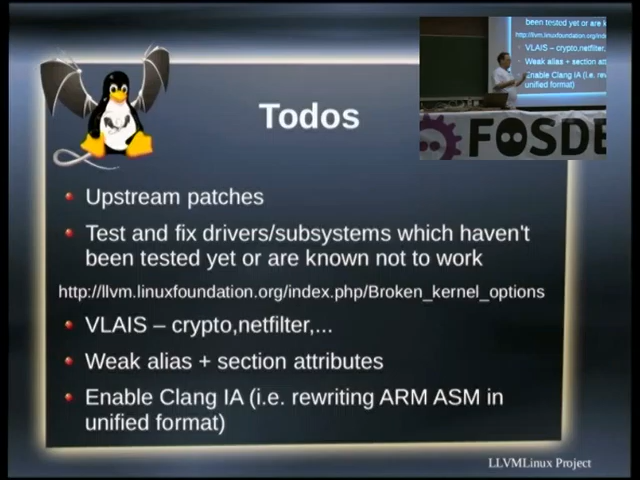 Todos
been tested yet or are k
http://llvm.linuxfoundation.org/ind
VLAIS – crypto,netfilter,
Weak alias + section att
Enable Clang IA (i.e. rew
unified format)
FOSDE
Upstream patches
Test and fix drivers/subsystems which haven't
been tested yet or are known not to work
http://llvm.linuxfoundation.org/index.php/Broken_kernel_options
VLAIS – crypto,netfilter,...
Weak alias + section attributes
Enable Clang IA (i.e. rewriting ARM ASM in
unified format)
LLVMLinux Project